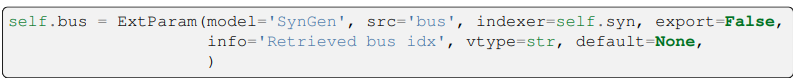 self.bus = ExtParam(model='SynGen', src='bus', indexer=self.syn, export=False,
info='Retrieved bus idx', vtype=str, default=None,
)